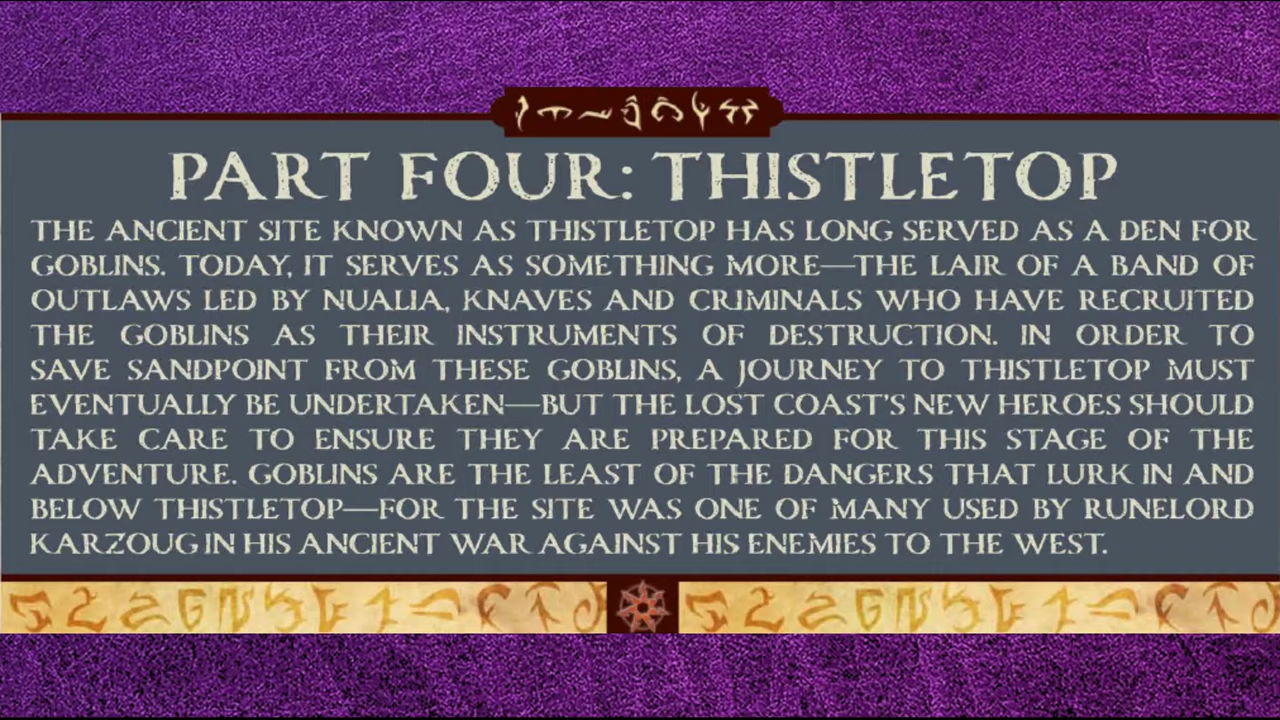 PART FOUR: THISTLETOP
THE ANCIENT SITE KNOWN AS THISTLETOP HAS LONG SERVED AS A DEN FOR
GOBLINS. TODAY, IT SERVES AS SOMETHING MORE—THE LAIR OF A BAND OF
OUTLAWS LED BY NUALIA, KNAVES AND CRIMINALS WHO HAVE RECRUITED
THE GOBLINS AS THEIR INSTRUMENTS OF DESTRUCTION. IN ORDER TO
SAVE SANDPOINT FROM THESE GOBLINS, A JOURNEY TO THISTLETOP MUST
EVENTUALLY BE UNDERTAKEN—BUT THE LOST COAST'S NEW HEROES SHOULD
TAKE CARE TO ENSURE THEY ARE PREPARED FOR THIS STAGE OF THE
ADVENTURE. GOBLINS ARE THE LEAST OF THE DANGERS THAT LURK IN AND
BELOW THISTLETOP—FOR THE SITE WAS ONE OF MANY USED BY RUNELORD
KARZOUG IN HIS ANCIENT WAR AGAINST HIS ENEMIES TO THE WEST.